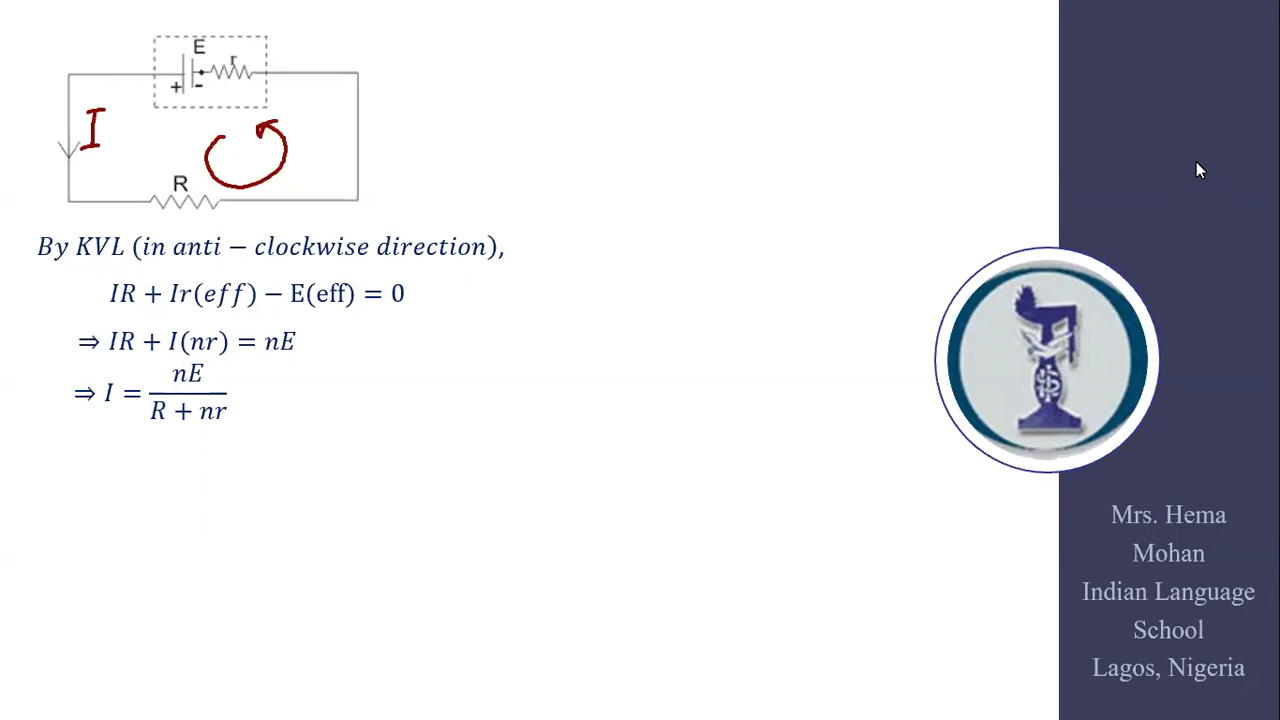 E
r
+
-
I
R
By KVL (in anti − clockwise direction),
IR + Ir(eff) − E(eff) = 0
⇒ IR + I(nr) = nE
⇒ I = nE / R + nr
Mrs. Hema
Mohan
Indian Language
School
Lagos, Nigeria